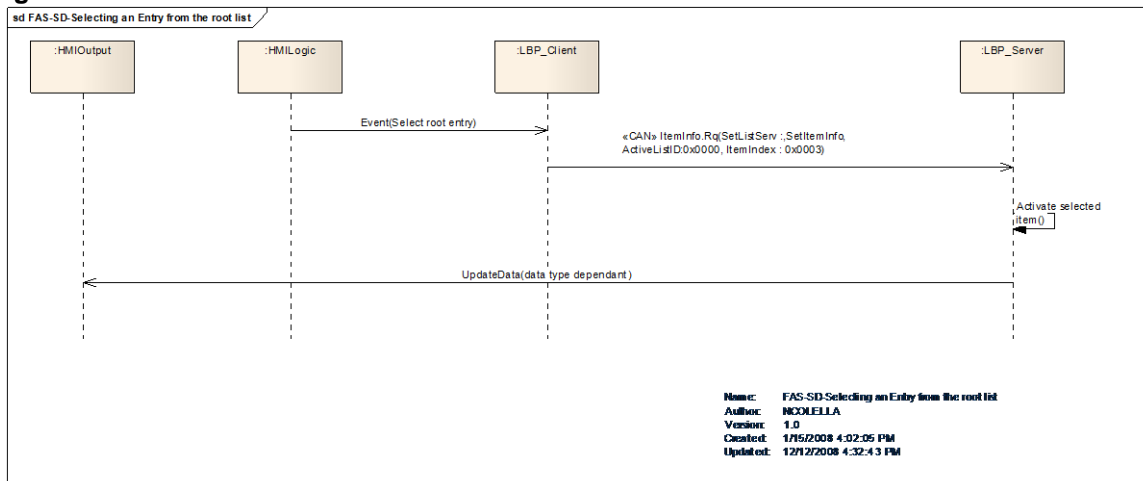 sd FAS-SD-Selecting an Entry from the root list
:HMIOutput
:HMILogic
:LBP_Client
:LBP_Server
Event(Select root entry)
«CAN» ItemInfo.Rq(SetListServ :,SetItemInfo,
ActiveListID:0x0000, ItemIndex : 0x0003)
Activate selected
item()
UpdateData(data type dependant)
Name: FAS-SD-Selecting an Entry from the root list
Author: NCOLELLA
Version: 1.0
Created: 1/15/2008 4:02:05 PM
Updated: 12/12/2008 4:32:43 PM